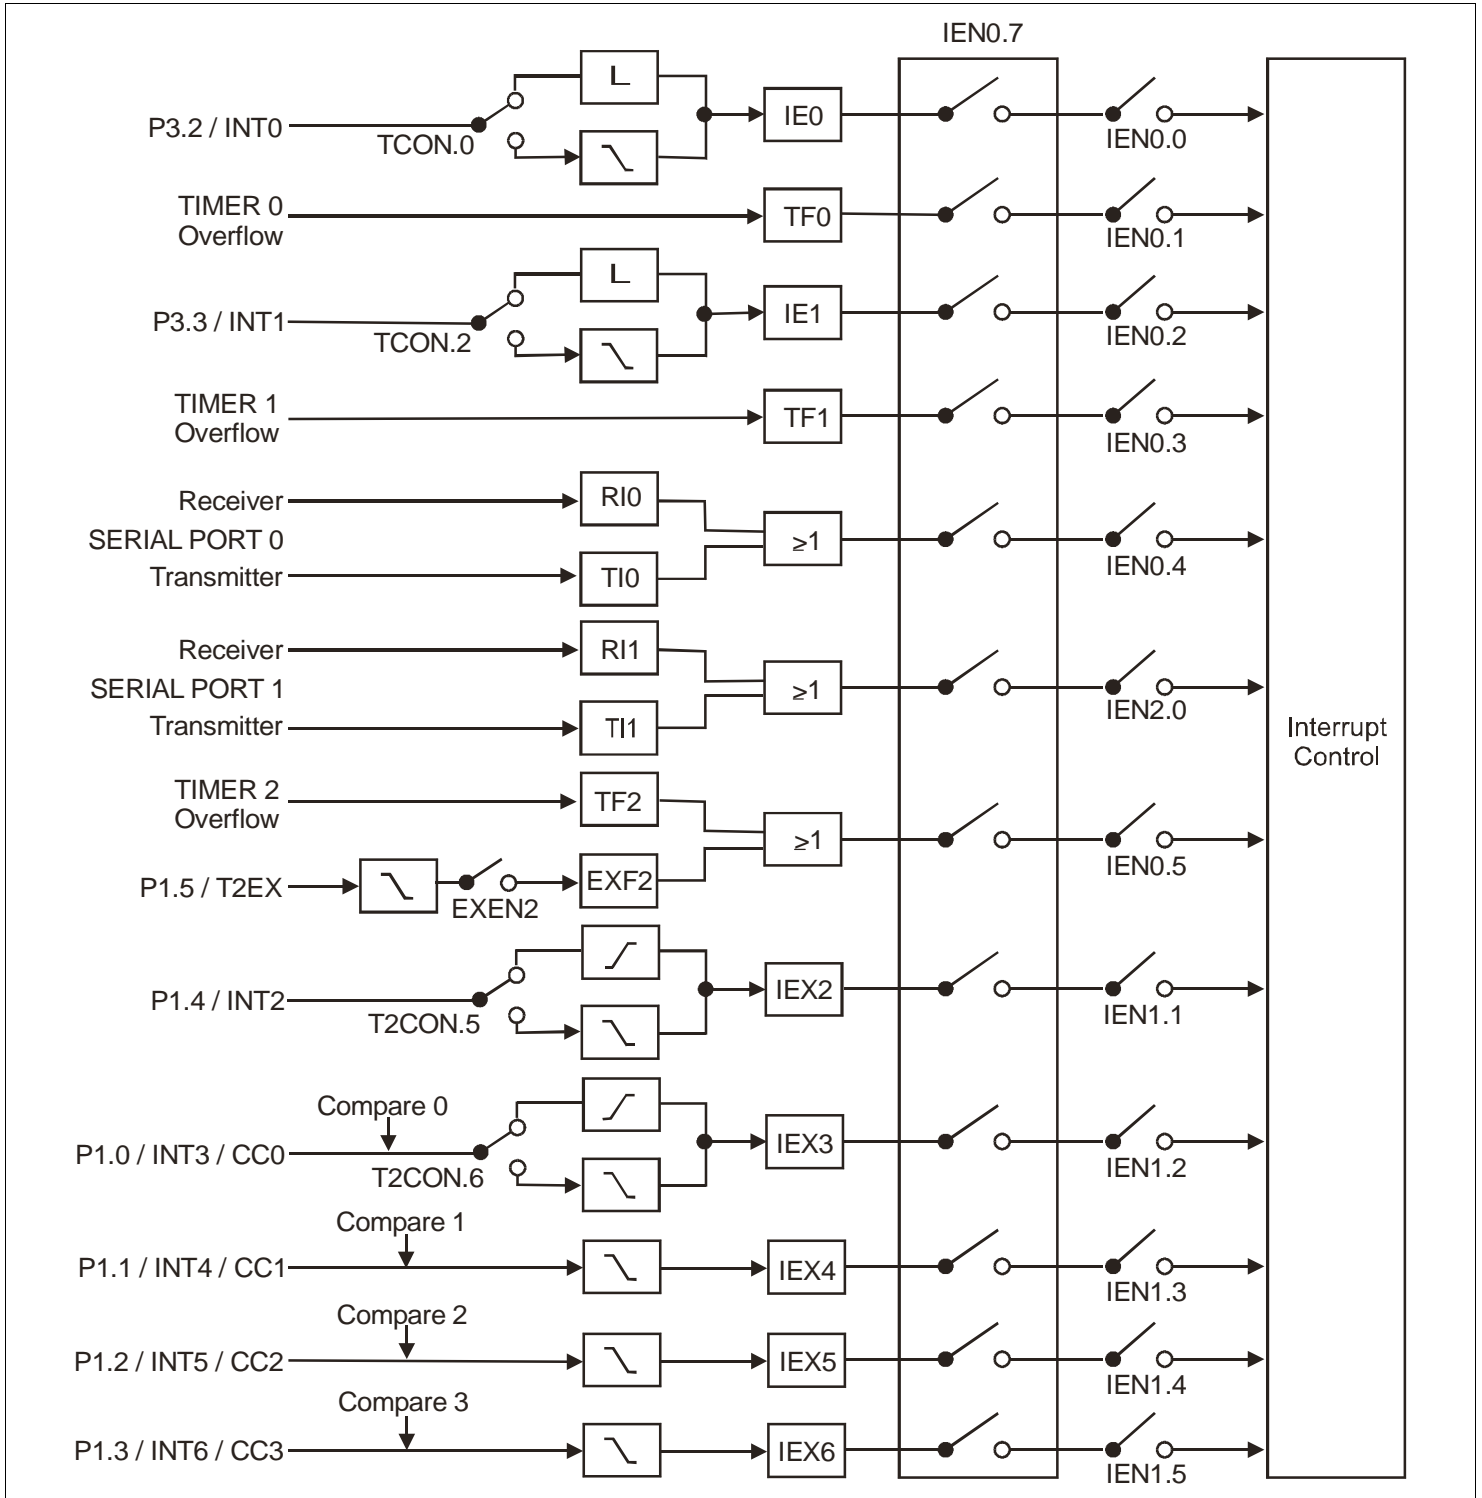 IEN0.7
L
P3.2 / INT0
TCON.0
IE0
IEN0.0
TIMER 0
Overflow
TF0
IEN0.1
L
P3.3 / INT1
TCON.2
IE1
IEN0.2
TIMER 1
Overflow
TF1
IEN0.3
Receiver
RI0
SERIAL PORT 0
≥1
IEN0.4
Transmitter
TI0
Receiver
RI1
SERIAL PORT 1
≥1
IEN2.0
Transmitter
TI1
Interrupt
Control
TIMER 2
Overflow
TF2
≥1
IEN0.5
P1.5 / T2EX
EXEN2
EXF2
P1.4 / INT2
T2CON.5
IEX2
IEN1.1
Compare 0
P1.0 / INT3 / CC0
T2CON.6
IEX3
IEN1.2
Compare 1
P1.1 / INT4 / CC1
IEX4
IEN1.3
Compare 2
P1.2 / INT5 / CC2
IEX5
IEN1.4
Compare 3
P1.3 / INT6 / CC3
IEX6
IEN1.5